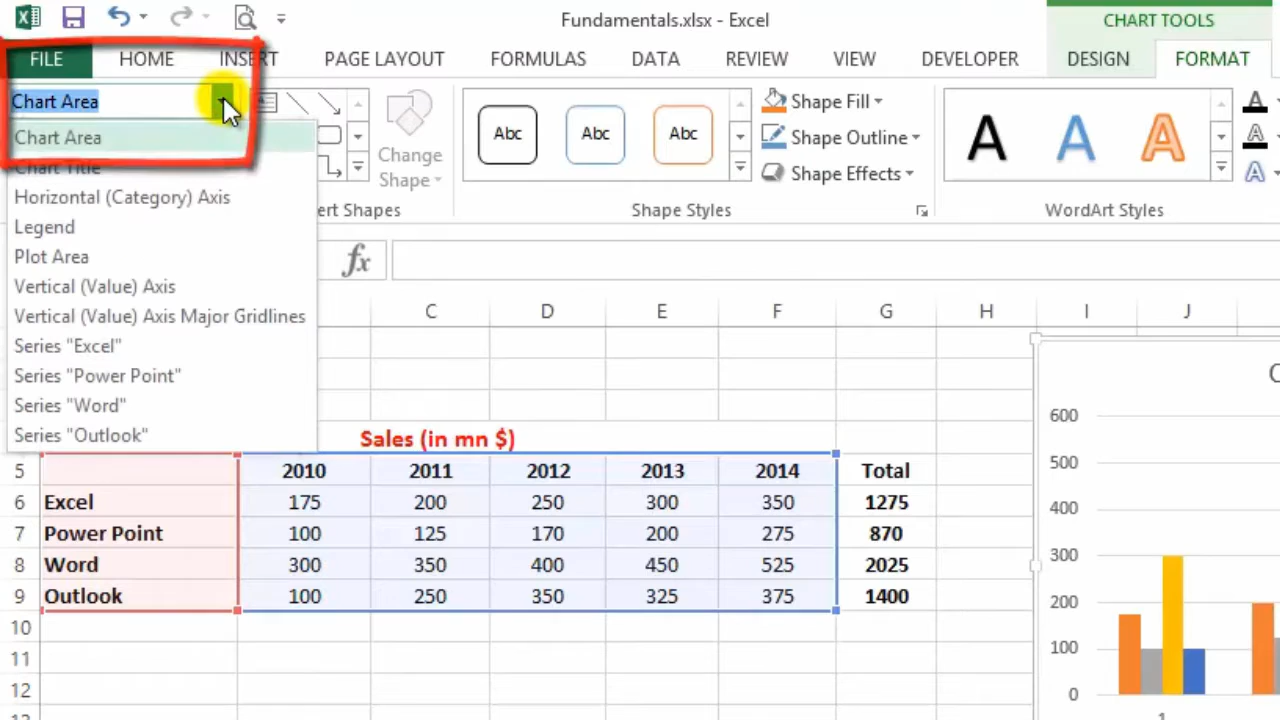 Fundamentals.xlsx - Excel
CHART TOOLS
FILE HOME INSERT PAGE LAYOUT FORMULAS DATA REVIEW VIEW DEVELOPER DESIGN FORMAT
Chart Area
Chart Area
Chart Title
Horizontal (Category) Axis
Legend
Plot Area
Vertical (Value) Axis
Vertical (Value) Axis Major Gridlines
Series "Excel"
Series "Power Point"
Series "Word"
Series "Outlook"
Change
Shape
ert Shapes
Abc Abc Abc
Shape Fill
Shape Outline
Shape Effects
Shape Styles
A A A
A
A
A
WordArt Styles
fx
C D E F G H I J
Sales (in mn $)
5 2010 2011 2012 2013 2014 Total
6 Excel 175 200 250 300 350 1275
7 Power Point 100 125 170 200 275 870
8 Word 300 350 400 450 525 2025
9 Outlook 100 250 350 325 375 1400
10
11
12
600
500
400
300
200
100
0
1